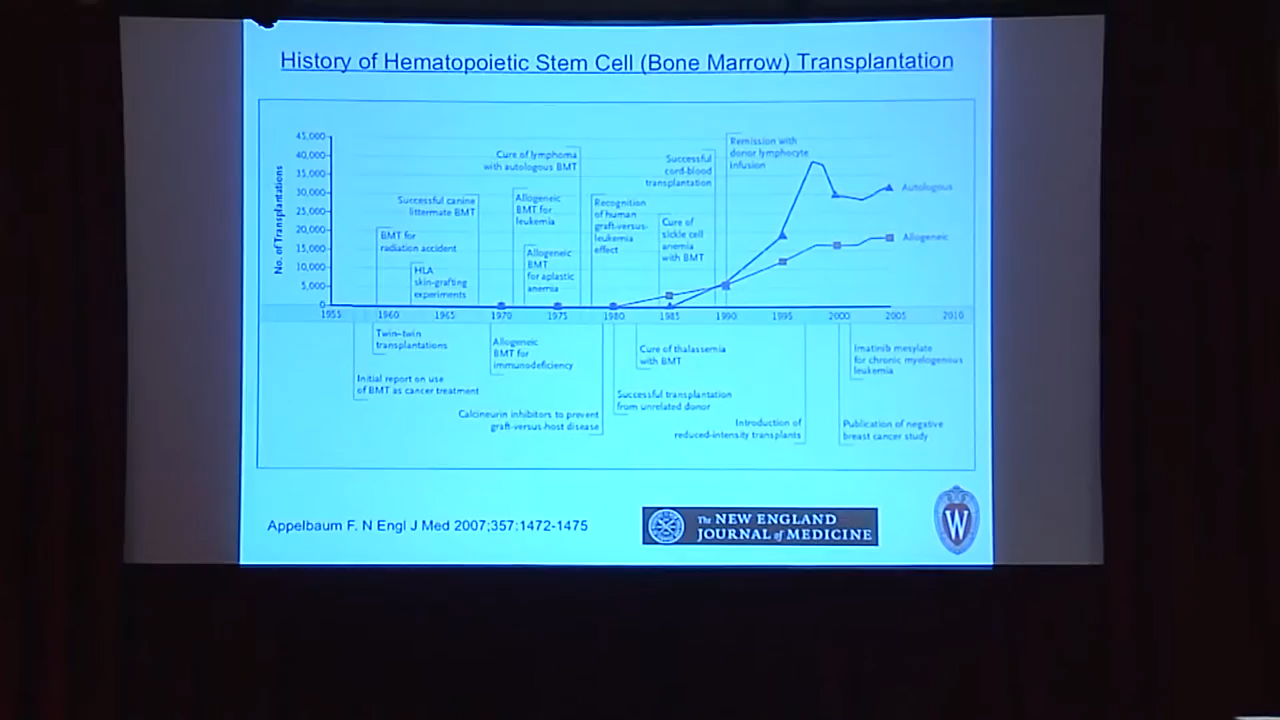 History of Hematopoietic Stem Cell (Bone Marrow) Transplantation
No. of Transplantations
45,000
40,000
35,000
30,000
25,000
20,000
15,000
10,000
5,000
0
Successful canine
littermate BMT
BMT for
radiation accident
HLA
skin-grafting
experiments
Cure of lymphoma
with autologous BMT
Allogeneic
BMT for
leukemia
Allogeneic
BMT
for aplastic
anemia
Recognition
of human
graft-versus-
leukemia
effect
Successful
cord-blood
transplantation
Cure of
sickle cell
anemia
with BMT
Remission with
donor lymphocyte
infusion
Autologous
Allogeneic
1955 1960 1965 1970 1975 1980 1985 1990 1995 2000 2005 2010
Twin–twin
transplantations
Initial report on use
of BMT as cancer treatment
Allogeneic
BMT for
immunodeficiency
Calcineurin inhibitors to prevent
graft-versus-host disease
Cure of thalassemia
with BMT
Successful transplantation
from unrelated donor
Introduction of
reduced-intensity transplants
Imatinib mesylate
for chronic myelogenous
leukemia
Publication of negative
breast cancer study
Appelbaum F. N Engl J Med 2007;357:1472-1475
The NEW ENGLAND
JOURNAL of MEDICINE
W